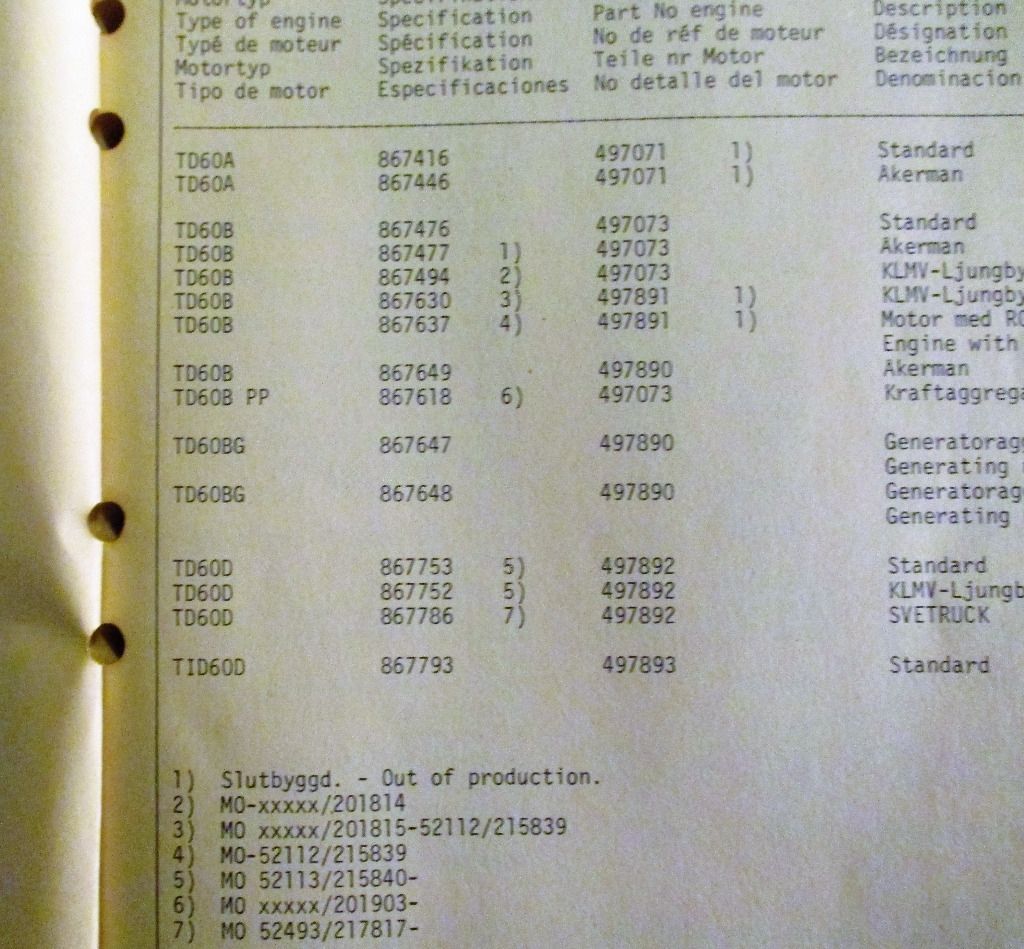 Type of engine Specification Part No engine Description
Typé de moteur Spécification No de réf de moteur Désignation
Motortyp Spezifikation Teile nr Motor Bezeichnung
Tipo de motor Especificaciones No detalle del motor Denominacion
TD60A 867416 497071 1) Standard
TD60A 867446 497071 1) Åkerman
TD60B 867476 497073 Standard
TD60B 867477 1) 497073 Åkerman
TD60B 867494 2) 497073 KLMV-Ljungby
TD60B 867630 3) 497891 1) KLMV-Ljungby
TD60B 867637 4) 497891 1) Motor med
Engine with
TD60B 867649 497890 Åkerman
TD60B PP 867618 6) 497073 Kraftaggrega
TD60BG 867647 497890 Generatoragg
Generating
TD60BG 867648 497890 Generatorag
Generating
TD60D 867753 5) 497892 Standard
TD60D 867752 5) 497892 KLMV-Ljungb
TD60D 867786 7) 497892 SVETRUCK
TID60D 867793 497893 Standard
1) Slutbyggd. - Out of production.
2) MO-xxxxx/201814
3) MO xxxxx/201815-52112/215839
4) MO-52112/215839
5) MO 52113/215840-
6) MO xxxxx/201903-
7) MO 52493/217817-